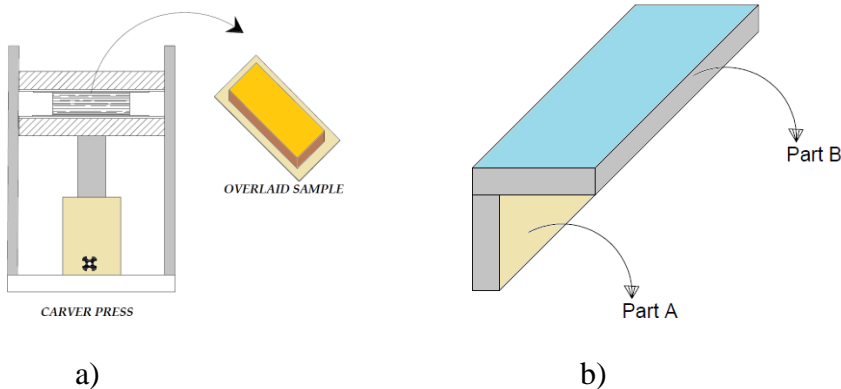 OVERLAID SAMPLE
CARVER PRESS
a)
Part B
Part A
b)